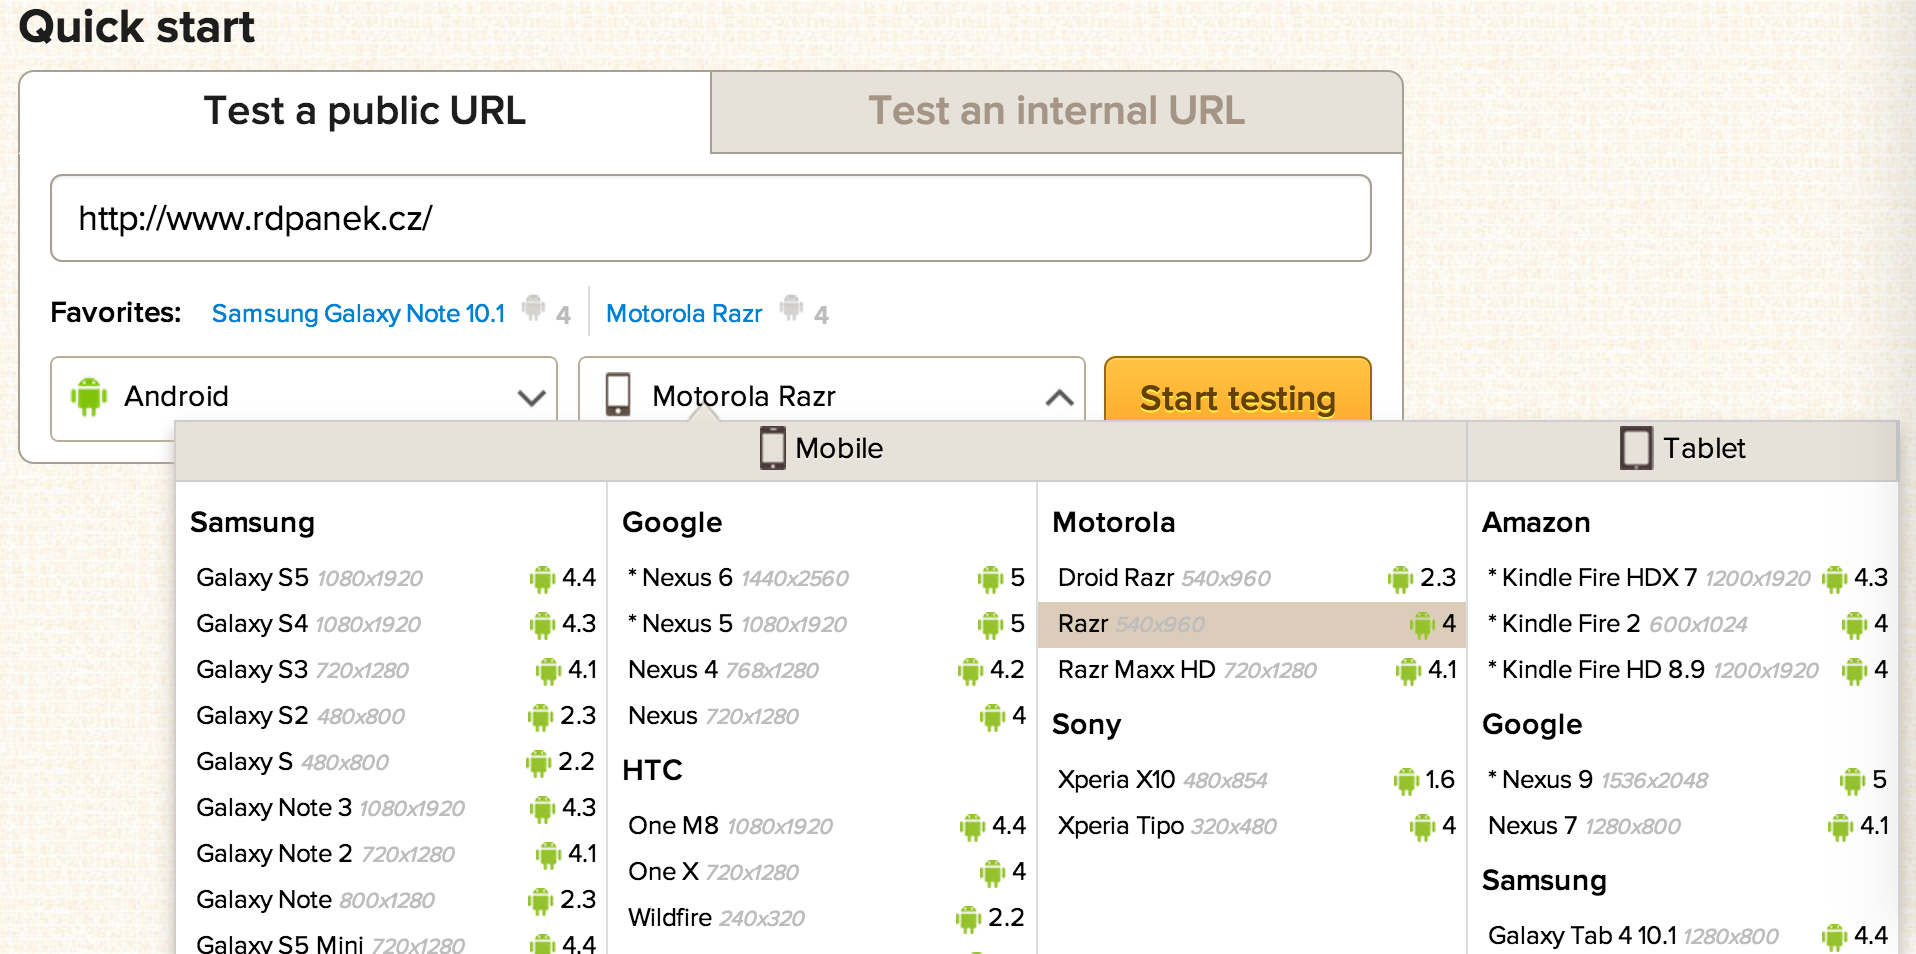 Quick start
Test a public URL
Test an internal URL
http://www.rdpanek.cz/
Favorites: Samsung Galaxy Note 10.1 4 Motorola Razr 4
Android
Motorola Razr
Start testing
Mobile
Tablet
Samsung
Galaxy S5 1080x1920 4.4
Galaxy S4 1080x1920 4.3
Galaxy S3 720x1280 4.1
Galaxy S2 480x800 2.3
Galaxy S 480x800 2.2
Galaxy Note 3 1080x1920 4.3
Galaxy Note 2 720x1280 4.1
Galaxy Note 800x1280 2.3
Galaxy S5 Mini 720x1280 4.4
Google
* Nexus 6 1440x2560 5
* Nexus 5 1080x1920 5
Nexus 4 768x1280 4.2
Nexus 720x1280 4
HTC
One M8 1080x1920 4.4
One X 720x1280 4
Wildfire 240x320 2.2
Motorola
Droid Razr 540x960 2.3
Razr 540x960 4
Razr Maxx HD 720x1280 4.1
Sony
Xperia X10 480x854 1.6
Xperia Tipo 320x480 4
Amazon
* Kindle Fire HDX 7 1200x1920 4.3
* Kindle Fire 2 600x1024 4
* Kindle Fire HD 8.9 1200x1920 4
Google
* Nexus 9 1536x2048 5
Nexus 7 1280x800 4.1
Samsung
Galaxy Tab 4 10.1 1280x800 4.4